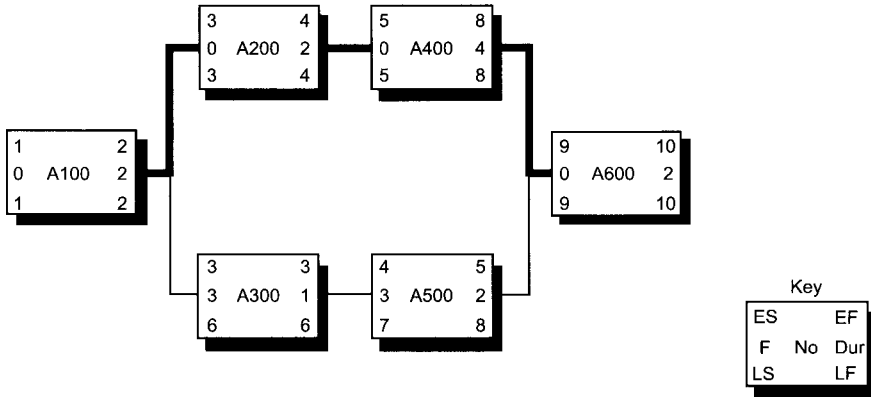 3 4
0 A200 2
3 4
5 8
0 A400 4
5 8
1 2
0 A100 2
1 2
9 10
0 A600 2
9 10
3 3
3 A300 1
6 6
4 5
3 A500 2
7 8
Key
ES EF
F No Dur
LS LF